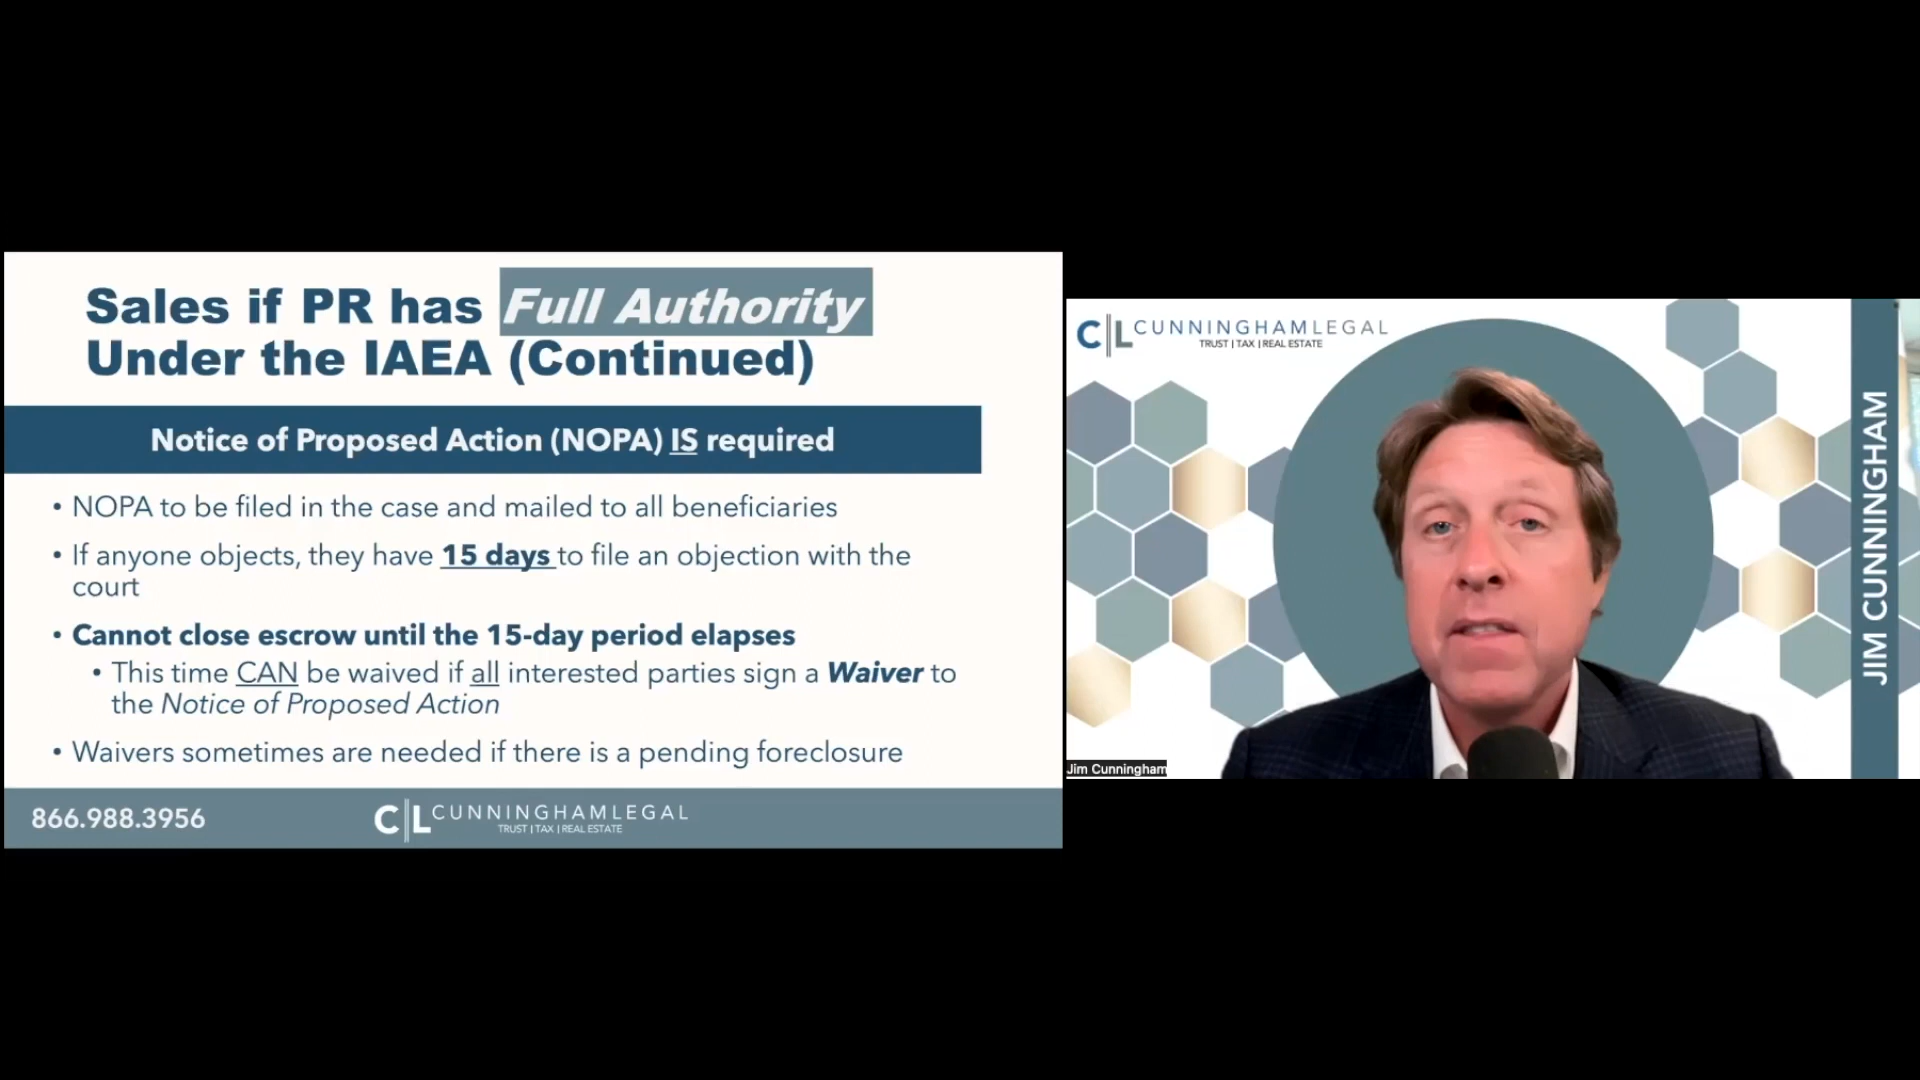 Sales if PR has Full Authority
Under the IAEA (Continued)
Notice of Proposed Action (NOPA) IS required
• NOPA to be filed in the case and mailed to all beneficiaries
• If anyone objects, they have 15 days to file an objection with the
court
• Cannot close escrow until the 15-day period elapses
• This time CAN be waived if all interested parties sign a Waiver to
the Notice of Proposed Action
• Waivers sometimes are needed if there is a pending foreclosure
866.988.3956
CL CUNNINGHAMLEGAL
TRUST | TAX | REAL ESTATE
CL CUNNINGHAMLEGAL
TRUST | TAX | REAL ESTATE
JIM CUNNINGHAM
Jim Cunningham